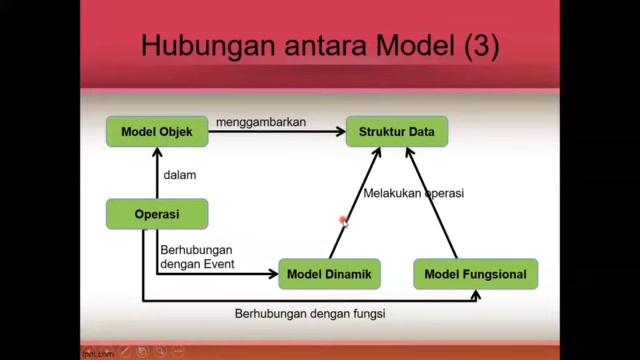 Hubungan antara Model (3)
Model Objek
menggambarkan
Struktur Data
dalam
Melakukan operasi
Operasi
Berhubungan
dengan Event
Model Dinamik
Model Fungsional
Berhubungan dengan fungsi